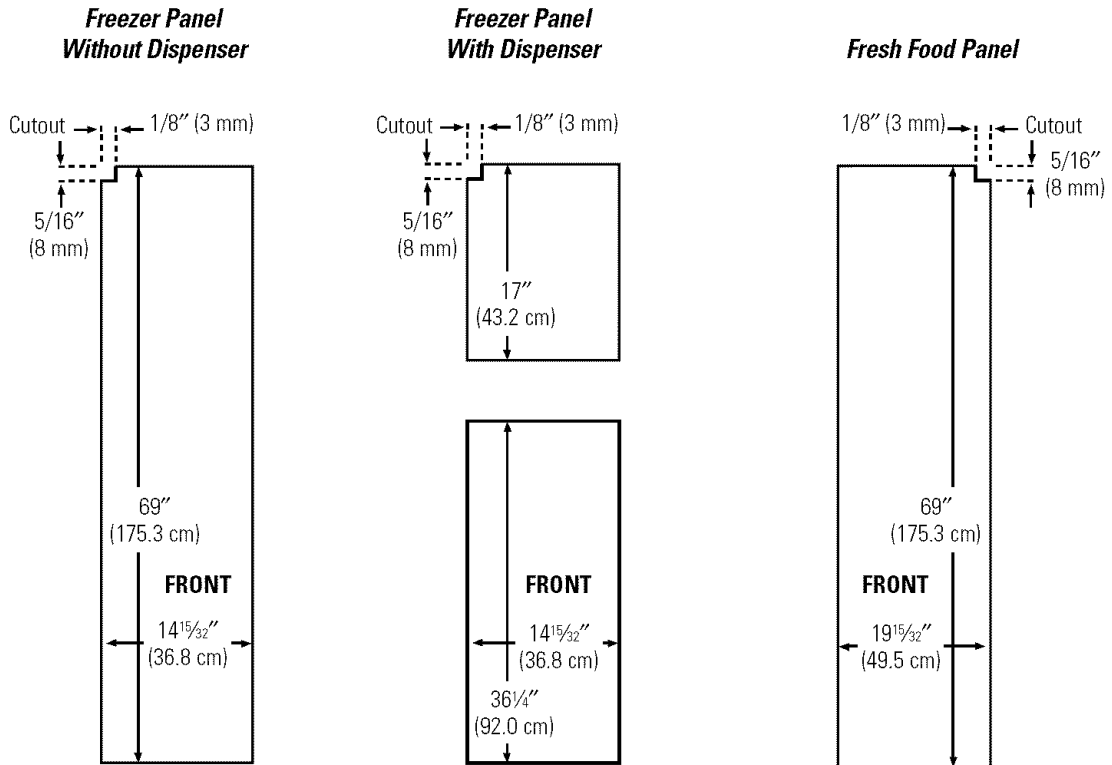 Freezer Panel
Without Dispenser
Cutout
1/8″ (3 mm)
5/16″
(8 mm)
69″
(175.3 cm)
FRONT
14 15/32″
(36.8 cm)
Freezer Panel
With Dispenser
Cutout
1/8″ (3 mm)
5/16″
(8 mm)
17″
(43.2 cm)
FRONT
14 15/32″
(36.8 cm)
36 1/4″
(92.0 cm)
Fresh Food Panel
1/8″ (3 mm)
Cutout
5/16″
(8 mm)
69″
(175.3 cm)
FRONT
19 15/32″
(49.5 cm)